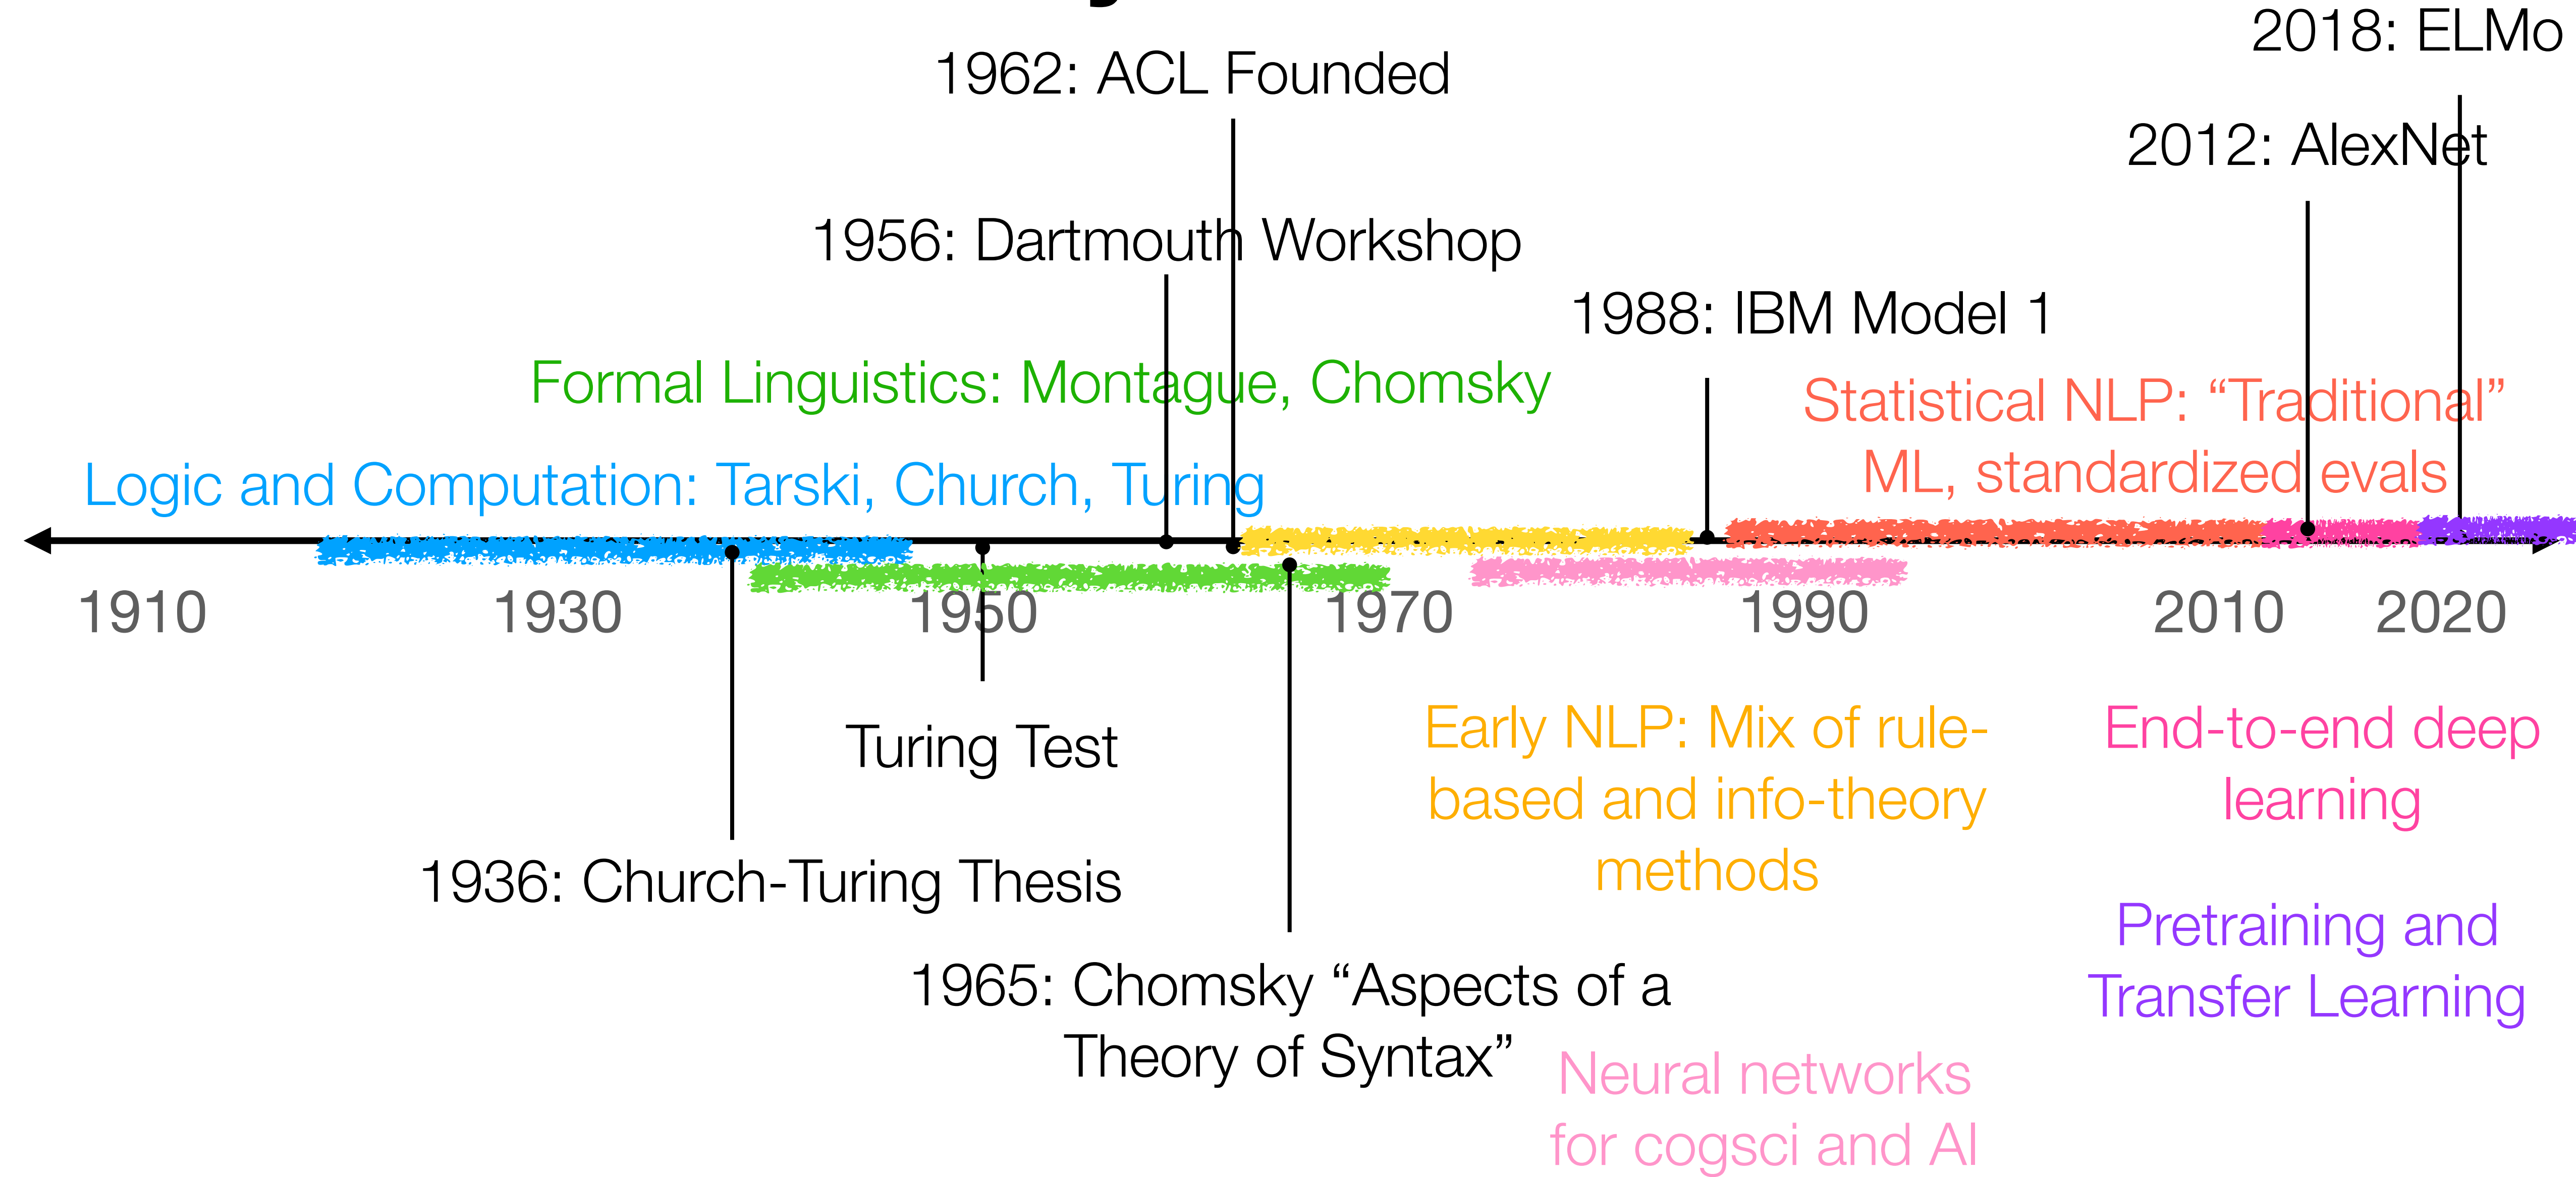 2018: ELMo
1962: ACL Founded
2012: AlexNet
1956: Dartmouth Workshop
1988: IBM Model 1
Formal Linguistics: Montague, Chomsky
Statistical NLP: “Traditional”
ML, standardized evals
Logic and Computation: Tarski, Church, Turing
1910 1930 1950 1970 1990 2010 2020
Turing Test
Early NLP: Mix of rule-
based and info-theory
methods
End-to-end deep
learning
1936: Church-Turing Thesis
Pretraining and
Transfer Learning
1965: Chomsky “Aspects of a
Theory of Syntax”
Neural networks
for cogsci and AI